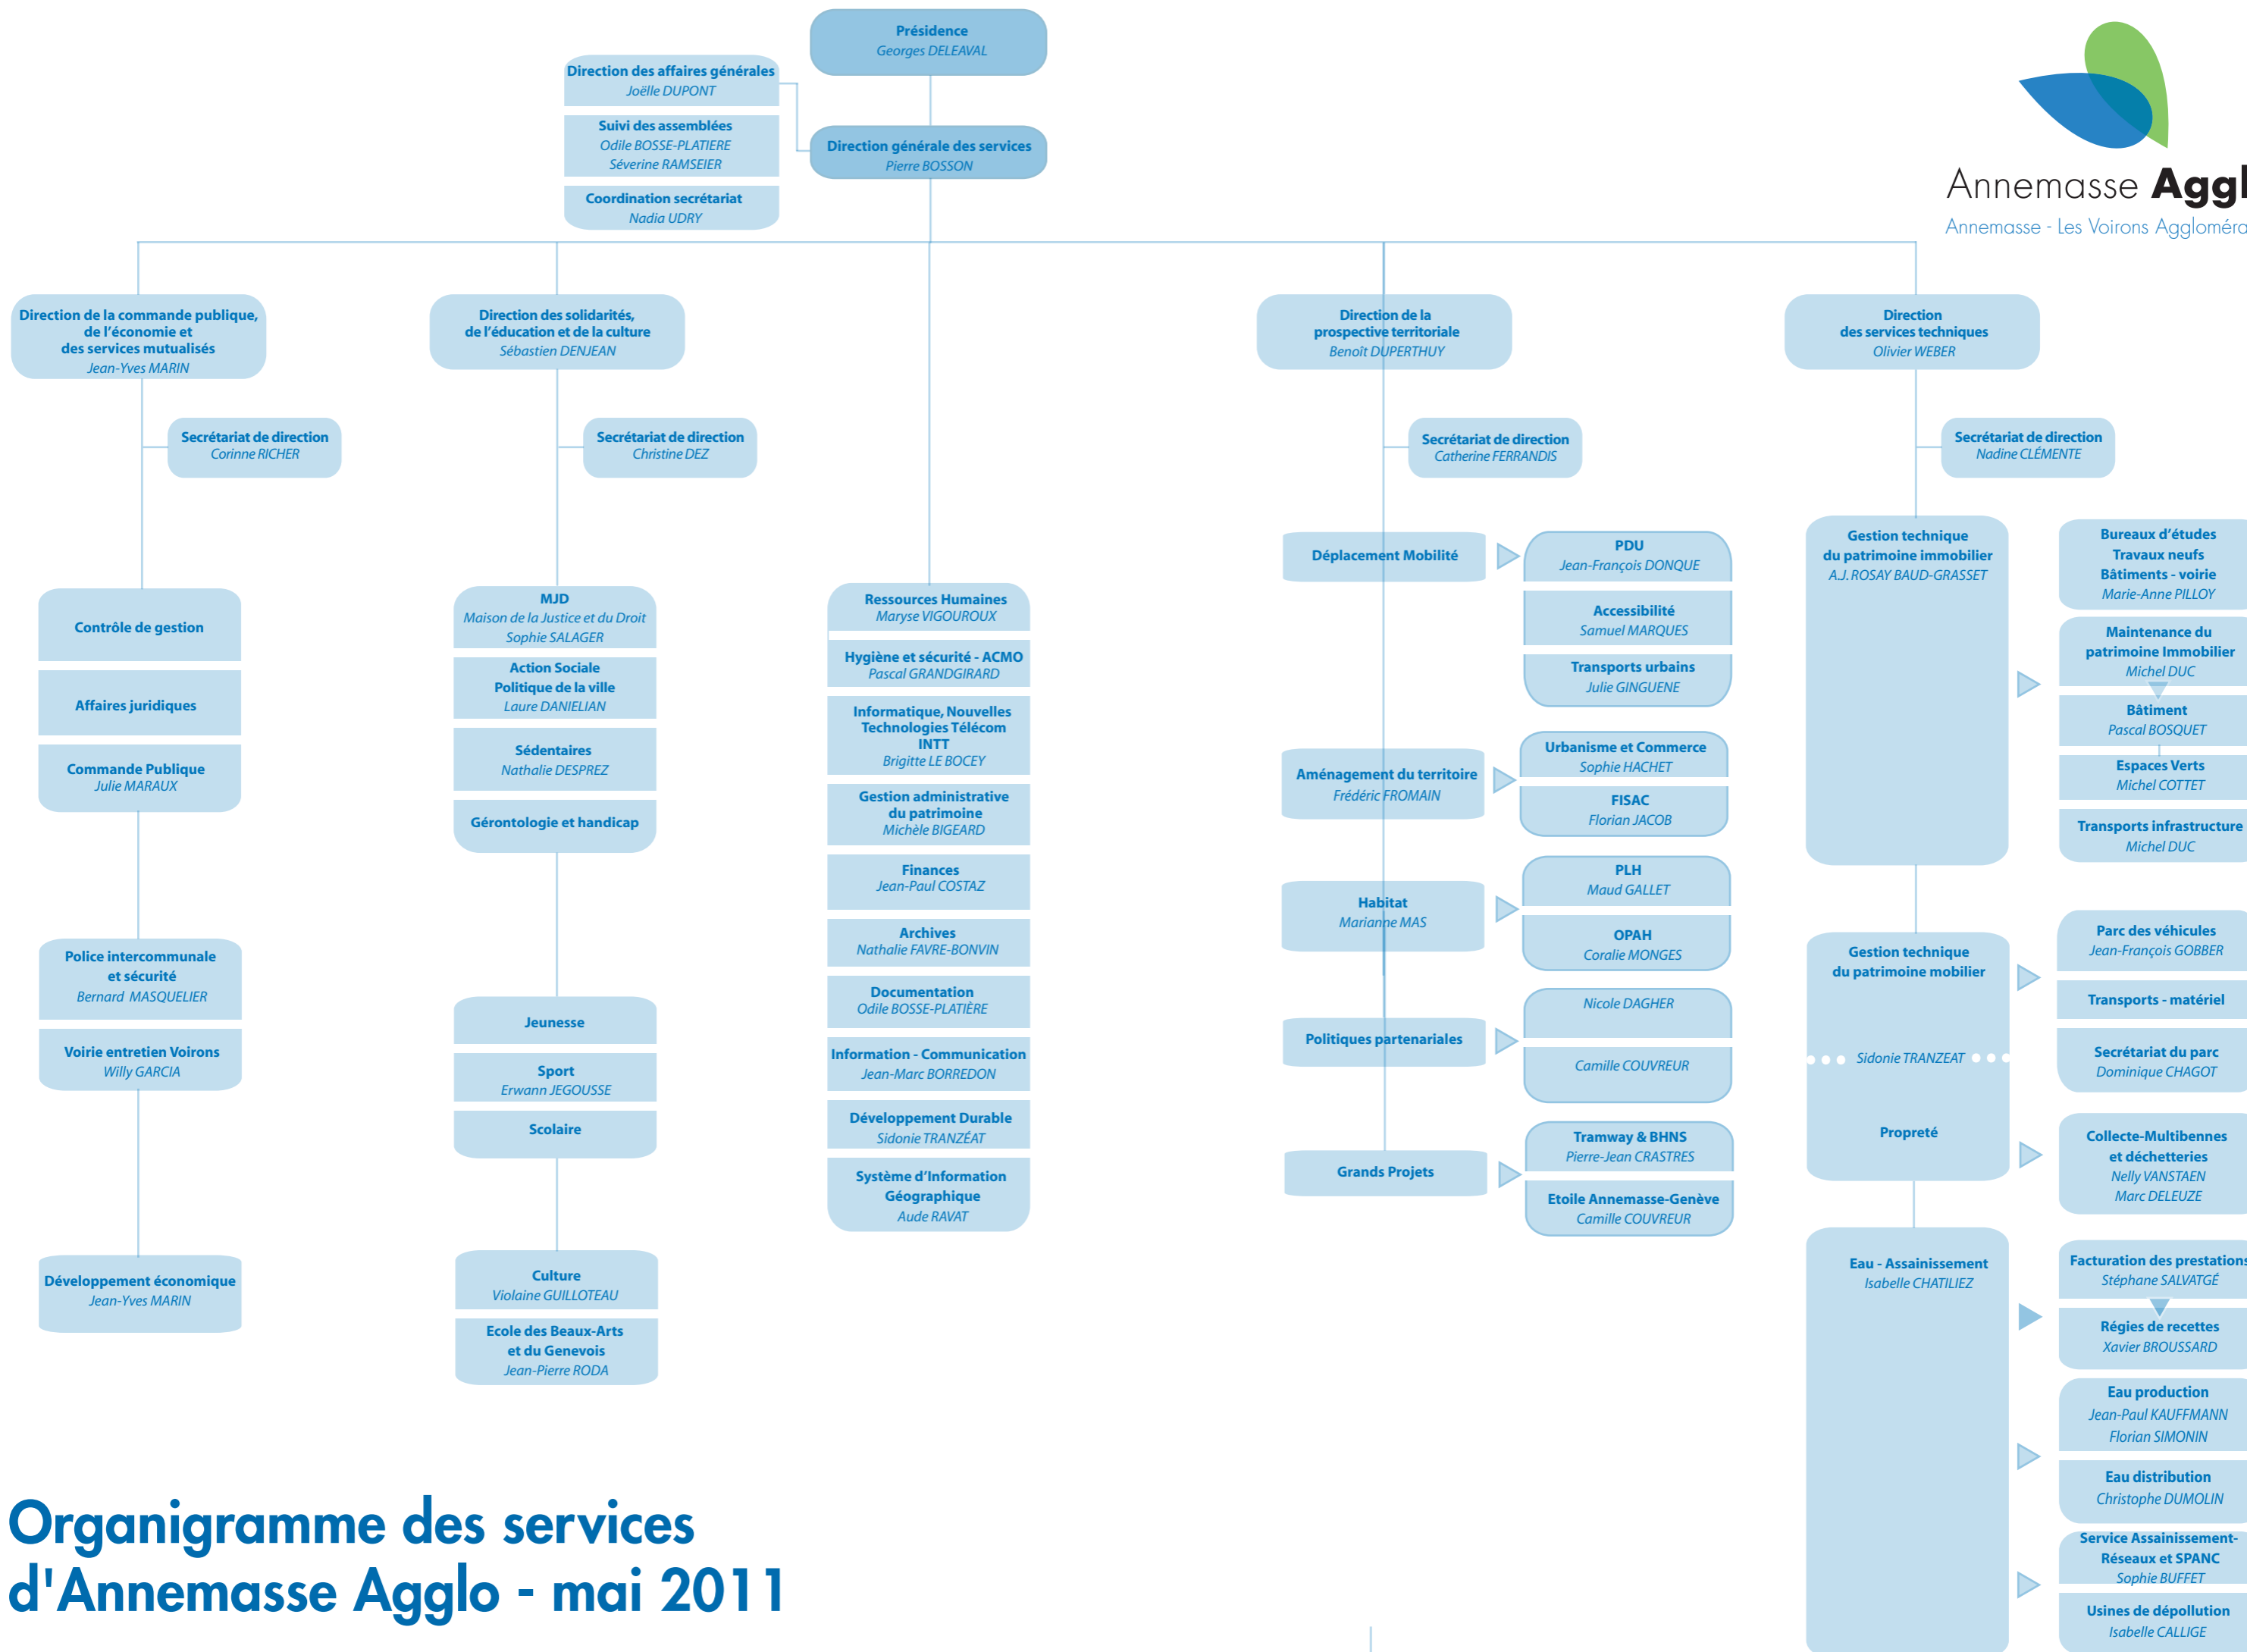 Présidence
Georges DELEAVAL
Direction des affaires générales
Joëlle DUPONT
Suivi des assemblées
Odile BOSSE-PLATIERE
Séverine RAMSEIER
Coordination secrétariat
Nadia UDRY
Direction générale des services
Pierre BOSSON
Annemasse Aggl
Annemasse - Les Voirons Aggloméra
Direction de la commande publique,
de l'économie et
des services mutualisés
Jean-Yves MARIN
Secrétariat de direction
Corinne RICHER
Contrôle de gestion
Affaires juridiques
Commande Publique
Julie MARAUX
Police intercommunale
et sécurité
Bernard MASQUELIER
Voirie entretien Voirons
Willy GARCIA
Développement économique
Jean-Yves MARIN
Direction des solidarités,
de l'éducation et de la culture
Sébastien DENJEAN
Secrétariat de direction
Christine DEZ
MJD
Maison de la Justice et du Droit
Sophie SALAGER
Action Sociale
Politique de la ville
Laure DANIELIAN
Sédentaires
Nathalie DESPREZ
Gérontologie et handicap
Jeunesse
Sport
Erwann JEGOUSSE
Scolaire
Culture
Violaine GUILLOTEAU
Ecole des Beaux-Arts
et du Genevois
Jean-Pierre RODA
Ressources Humaines
Maryse VIGOUROUX
Hygiène et sécurité - ACMO
Pascal GRANDGIRARD
Informatique, Nouvelles
Technologies Télécom
INTT
Brigitte LE BOCEY
Gestion administrative
du patrimoine
Michèle BIGEARD
Finances
Jean-Paul COSTAZ
Archives
Nathalie FAVRE-BONVIN
Documentation
Odile BOSSE-PLATIÈRE
Information - Communication
Jean-Marc BORREDON
Développement Durable
Sidonie TRANZÉAT
Système d'Information
Géographique
Aude RAVAT
Direction de la
prospective territoriale
Benoît DUPERTHUY
Secrétariat de direction
Catherine FERRANDIS
Déplacement Mobilité
PDU
Jean-François DONQUE
Accessibilité
Samuel MARQUES
Transports urbains
Julie GINGUENE
Aménagement du territoire
Frédéric FROMAIN
Urbanisme et Commerce
Sophie HACHET
FISAC
Florian JACOB
Habitat
Marianne MAS
PLH
Maud GALLET
OPAH
Coralie MONGES
Politiques partenariales
Nicole DAGHER
Camille COUVREUR
Grands Projets
Tramway & BHNS
Pierre-Jean CRASTRES
Etoile Annemasse-Genève
Camille COUVREUR
Direction
des services techniques
Olivier WEBER
Secrétariat de direction
Nadine CLÉMENTE
Gestion technique
du patrimoine immobilier
A.J. ROSAY BAUD-GRASSET
Bureaux d'études
Travaux neufs
Bâtiments - voirie
Marie-Anne PILLOY
Maintenance du
patrimoine Immobilier
Michel DUC
Bâtiment
Pascal BOSQUET
Espaces Verts
Michel COTTET
Transports infrastructure
Michel DUC
Gestion technique
du patrimoine mobilier
Sidonie TRANZEAT
Propreté
Parc des véhicules
Jean-François GOBBER
Transports - matériel
Secrétariat du parc
Dominique CHAGOT
Collecte-Multibennes
et déchetteries
Nelly VANSTAEN
Marc DELEUZE
Eau - Assainissement
Isabelle CHATILIEZ
Facturation des prestations
Stéphane SALVATGÉ
Régies de recettes
Xavier BROUSSARD
Eau production
Jean-Paul KAUFFMANN
Florian SIMONIN
Eau distribution
Christophe DUMOLIN
Service Assainissement-
Réseaux et SPANC
Sophie BUFFET
Usines de dépollution
Isabelle CALLIGE
Organigramme des services
d'Annemasse Agglo - mai 2011